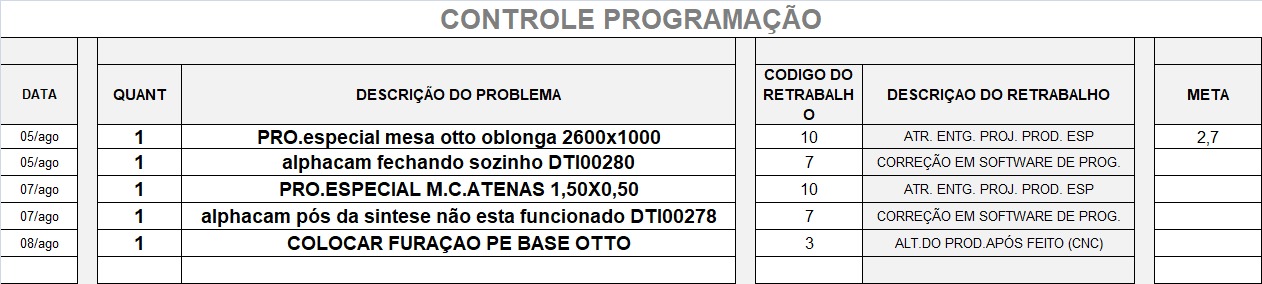 CONTROLE PROGRAMAÇÃO
DATA QUANT DESCRIÇÃO DO PROBLEMA CODIGO DO RETRABALHO DESCRIÇAO DO RETRABALHO META
05/ago 1 PRO.especial mesa otto oblonga 2600x1000 10 ATR. ENTG. PROJ. PROD. ESP 2,7
05/ago 1 alphacam fechando sozinho DTI00280 7 CORREÇÃO EM SOFTWARE DE PROG.
07/ago 1 PRO.ESPECIAL M.C.ATENAS 1,50X0,50 10 ATR. ENTG. PROJ. PROD. ESP
07/ago 1 alphacam pós da sintese não esta funcionado DTI00278 7 CORREÇÃO EM SOFTWARE DE PROG.
08/ago 1 COLOCAR FURAÇAO PE BASE OTTO 3 ALT.DO PROD.APÓS FEITO (CNC)